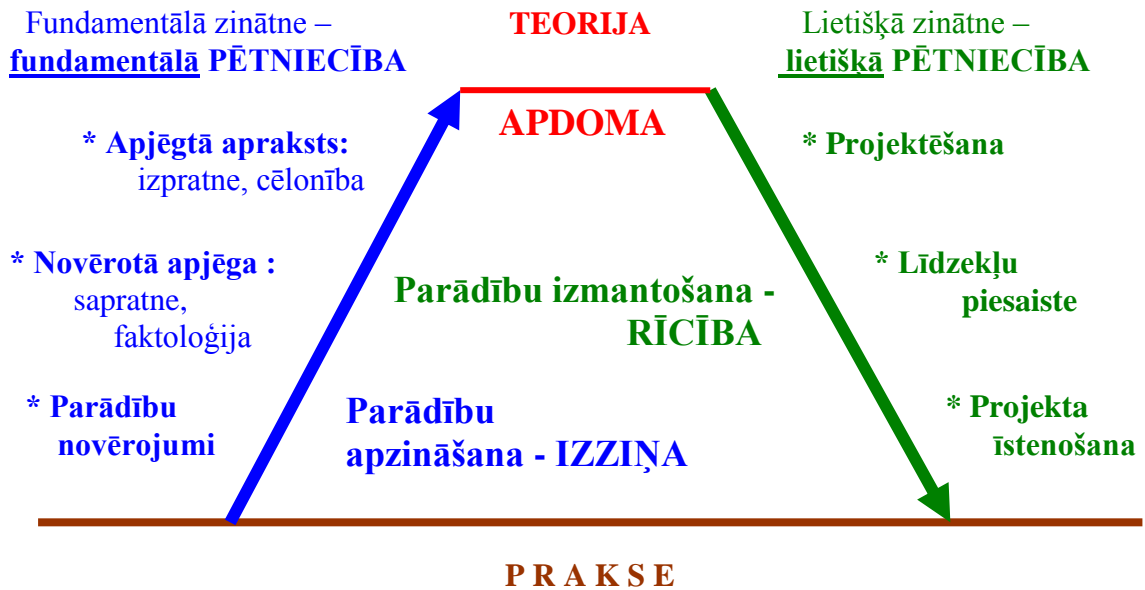 Fundamentālā zinātne –
fundamentālā PĒTNIECĪBA
TEORIJA
Lietišķā zinātne –
lietišķā PĒTNIECĪBA
APDOMA
* Apjēgtā apraksts:
izpratne, cēlonība
* Projektēšana
* Novērotā apjēga :
sapratne,
faktoloģija
Parādību izmantošana -
RĪCĪBA
* Līdzekļu
piesaiste
* Parādību
novērojumi
Parādību
apzināšana - IZZIŅA
* Projekta
īstenošana
P R A K S E